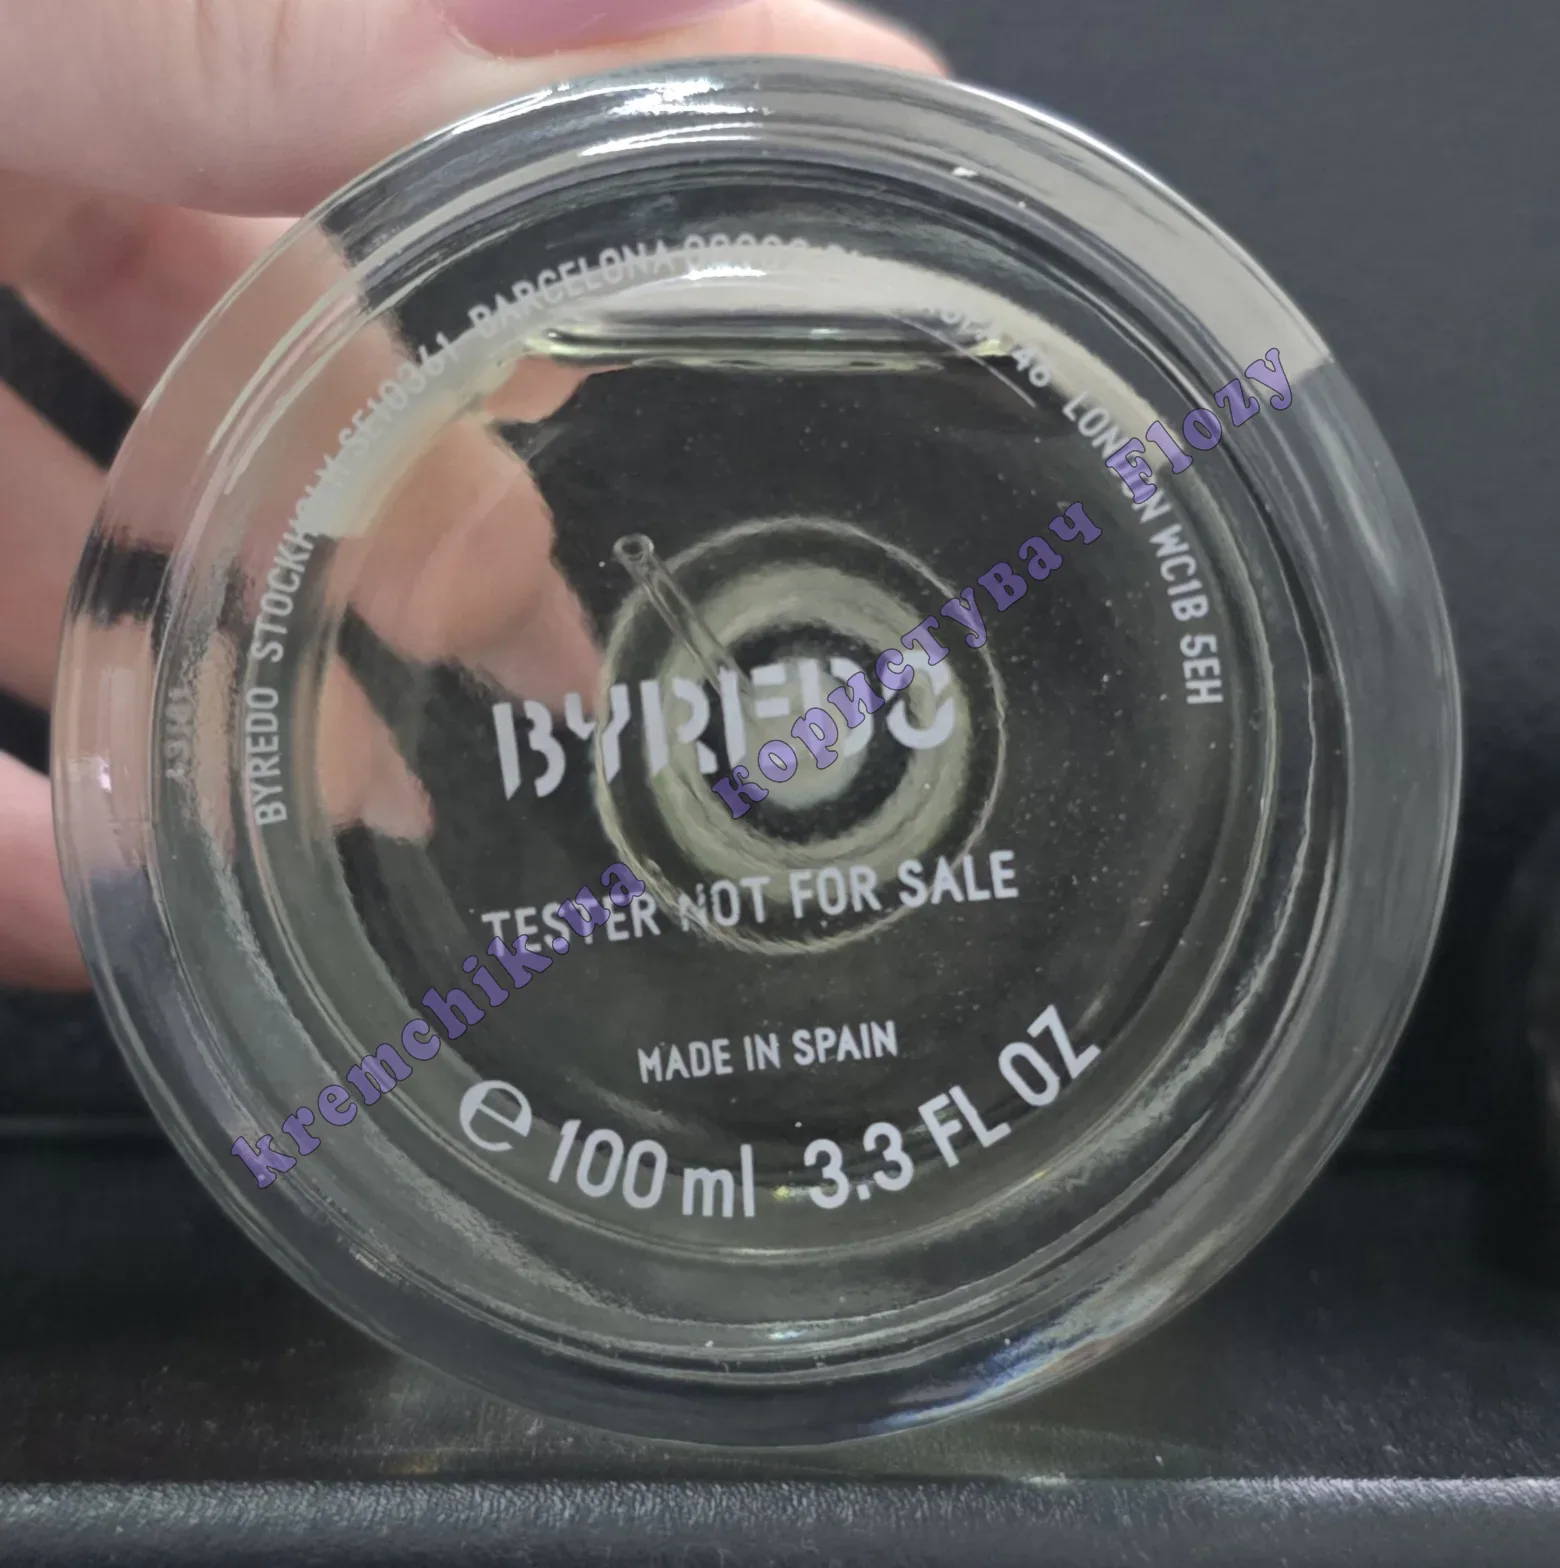 BYREDO STOCKHOLM SE10361 BARCELONA LONDON WC1B 5EH
BYREDO
TESTER NOT FOR SALE
MADE IN SPAIN
e 100 ml 3.3 FL OZ
kremchik.ua користувач Elozy